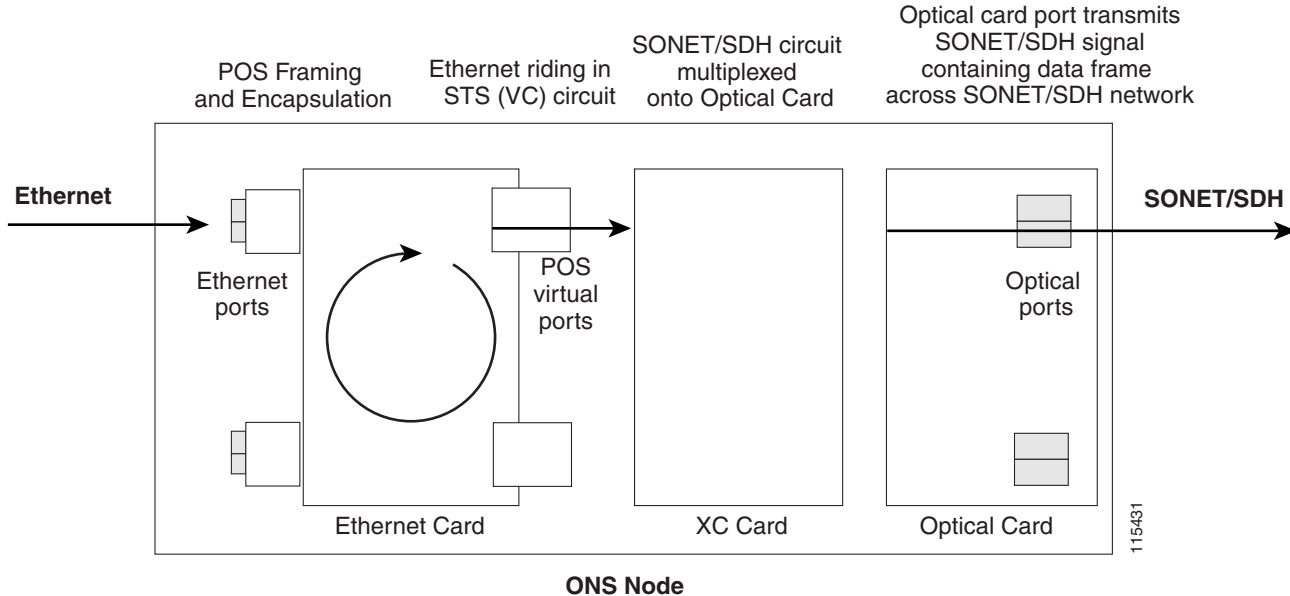 POS Framing
and Encapsulation
Ethernet riding in
STS (VC) circuit
SONET/SDH circuit
multiplexed
onto Optical Card
Optical card port transmits
SONET/SDH signal
containing data frame
across SONET/SDH network
Ethernet
SONET/SDH
Ethernet
ports
POS
virtual
ports
Optical
ports
Ethernet Card
XC Card
Optical Card
115431
ONS Node